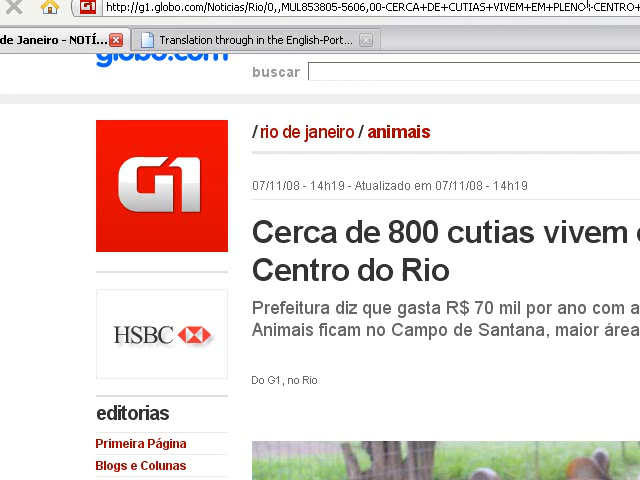 http://g1.globo.com/Noticias/Rio/0,,MUL853805-5606,00-CERCA+DE+CUTIAS+VIVEM+EM+PLENO+CENTRO+
de Janeiro - NOTÍ...
Translation through in the English-Port...
globo.com
buscar
G1
/ rio de janeiro / animais
07/11/08 - 14h19 - Atualizado em 07/11/08 - 14h19
Cerca de 800 cutias vivem
Centro do Rio
Prefeitura diz que gasta R$ 70 mil por ano com a
Animais ficam no Campo de Santana, maior área
HSBC
Do G1, no Rio
editorias
Primeira Página
Blogs e Colunas